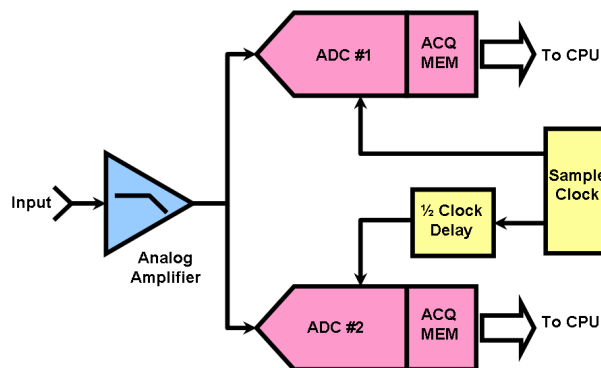 ADC #1
ACQ
MEM
To CPU
Input
Analog
Amplifier
½ Clock
Delay
Sample
Clock
ADC #2
ACQ
MEM
To CPU